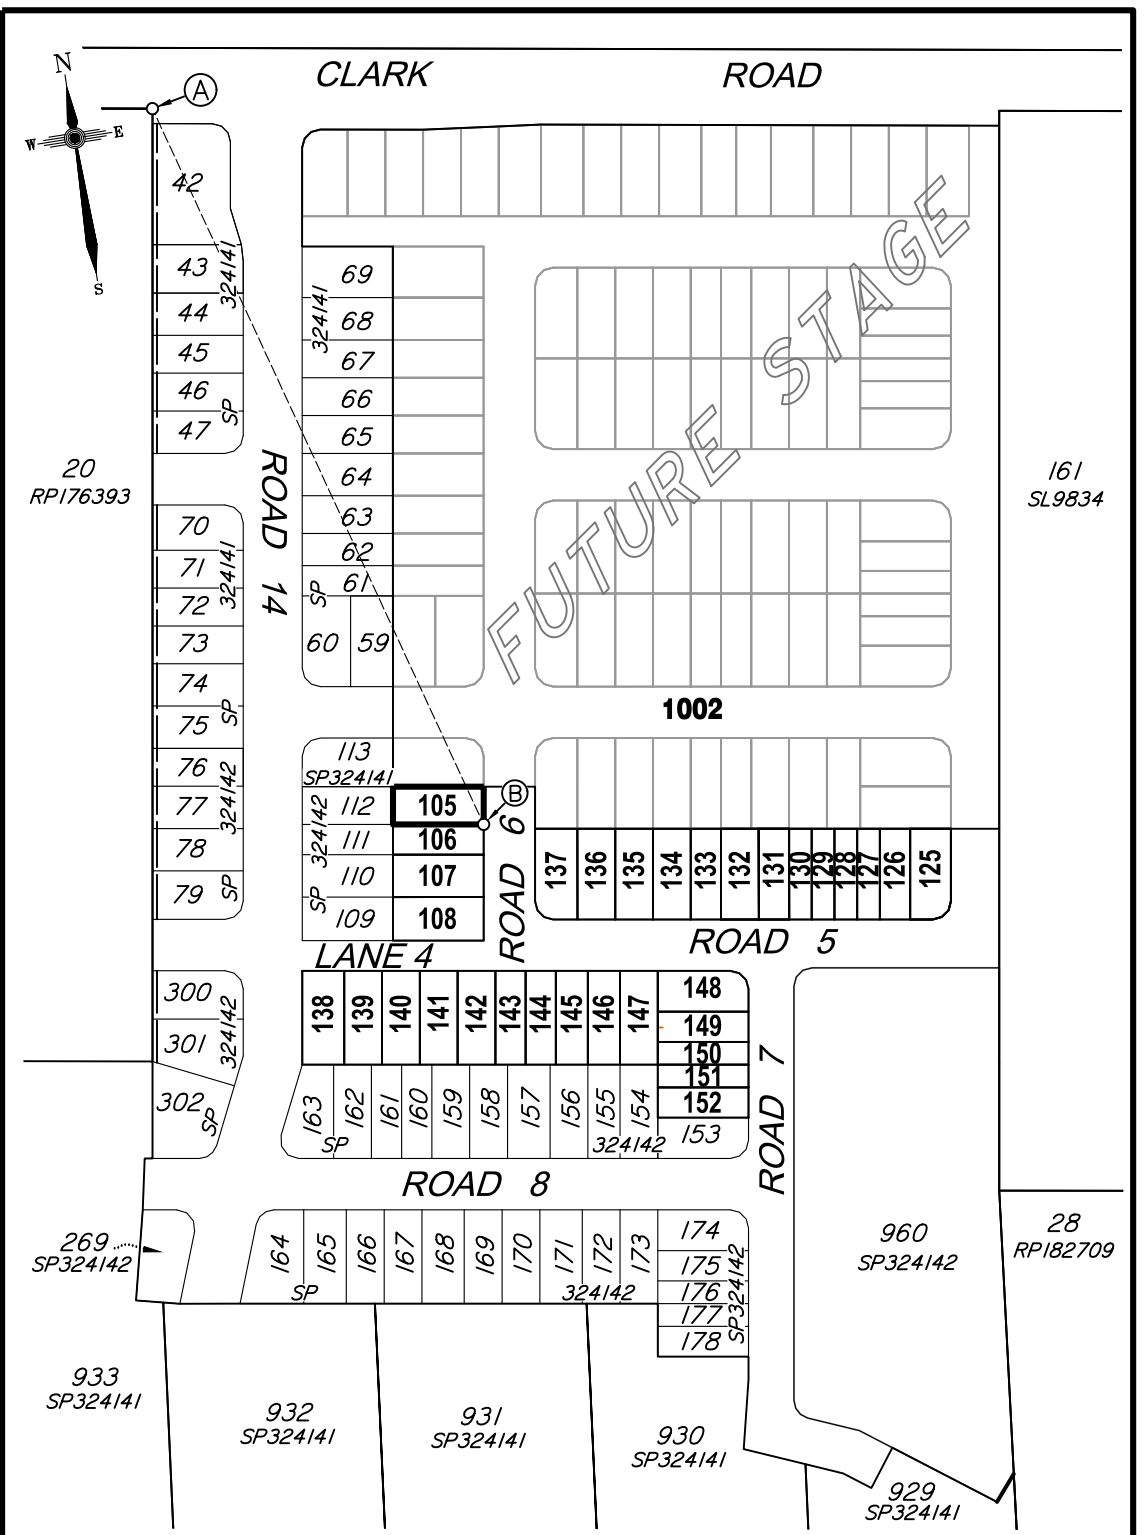 CLARK ROAD
N
W E
S
A
42
43
44
45
46
47
324141
SP
69
68
67
66
65
64
63
62
61
60 59
324141
SP
FUTURE STAGE
20
RP176393
161
SL9834
ROAD 14
70
71
72
73
74
75
76
77
78
79
324141
SP
324142
SP
1002
113
SP324141
112
111
110
109
324142
SP
105
106
107
108
B
ROAD 6
137 136 135 134 133 132 131 130 129 128 127 126 125
LANE 4
ROAD 5
300
301
302
324142
SP
138 139 140 141 142 143 144 145 146 147
148
149
150
151
152
153
163 162 161 160 159 158 157 156 155 154
SP 324142
ROAD 7
ROAD 8
269
SP324142
164 165 166 167 168 169 170 171 172 173
SP 324142
174
175
176
177
178
SP324142
960
SP324142
28
RP182709
933
SP324141
932
SP324141
931
SP324141
930
SP324141
929
SP324141